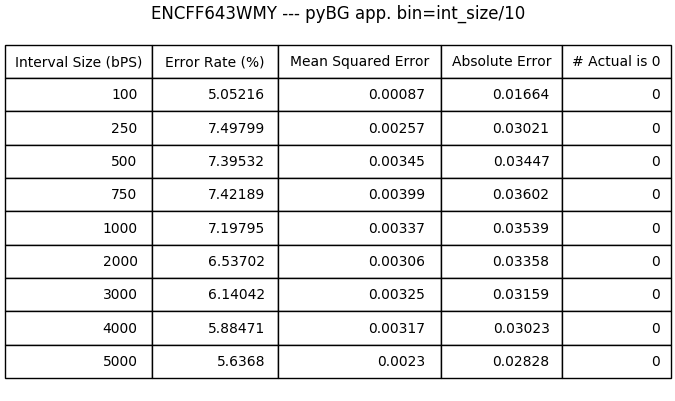 ENCFF643WMY --- pyBG app. bin=int_size/10
Interval Size (bPS) Error Rate (%) Mean Squared Error Absolute Error # Actual is 0
100 5.05216 0.00087 0.01664 0
250 7.49799 0.00257 0.03021 0
500 7.39532 0.00345 0.03447 0
750 7.42189 0.00399 0.03602 0
1000 7.19795 0.00337 0.03539 0
2000 6.53702 0.00306 0.03358 0
3000 6.14042 0.00325 0.03159 0
4000 5.88471 0.00317 0.03023 0
5000 5.6368 0.0023 0.02828 0